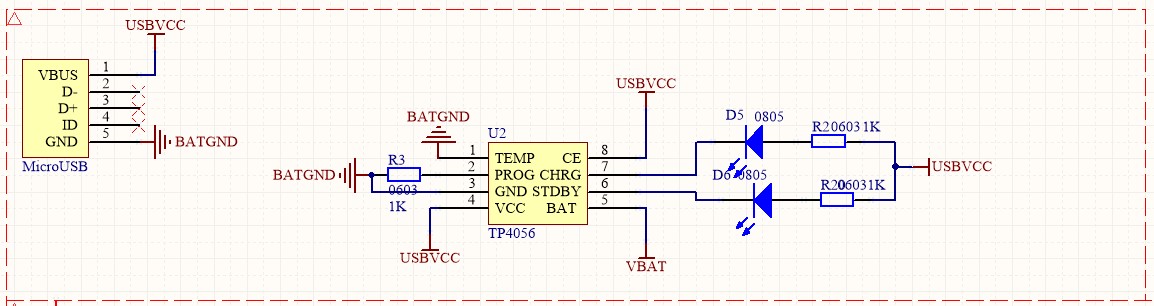 USBVCC
VBUS 1
D- 2
D+ 3
ID 4
GND 5
BATGND
MicroUSB
BATGND
BATGND
R3
0603
1K
USBVCC
U2
1 TEMP CE 8
2 PROG CHRG 7
3 GND STDBY 6
4 VCC BAT 5
TP4056
USBVCC
VBAT
D5 0805
R20603 1K
D6 0805
R20603 1K
USBVCC